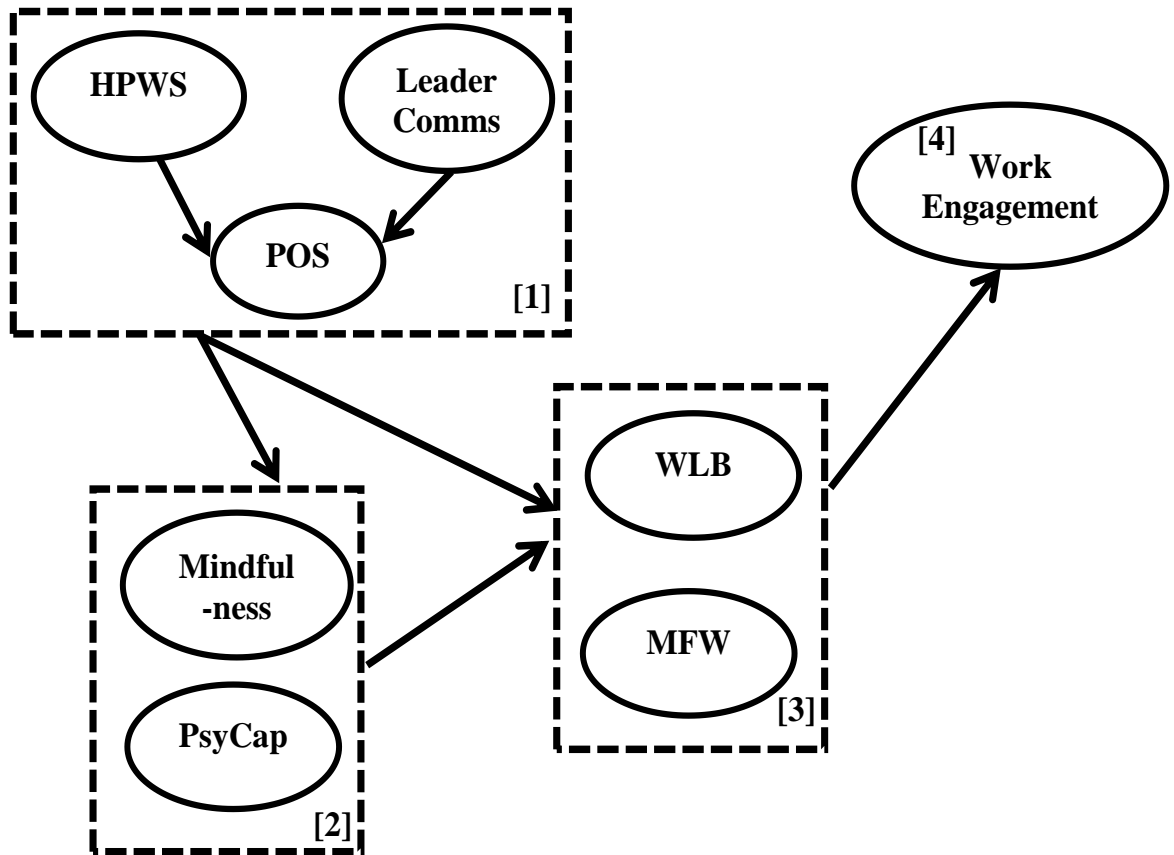 HPWS
Leader
Comms
POS
[1]
[4]
Work
Engagement
WLB
MFW
[3]
Mindful
-ness
PsyCap
[2]